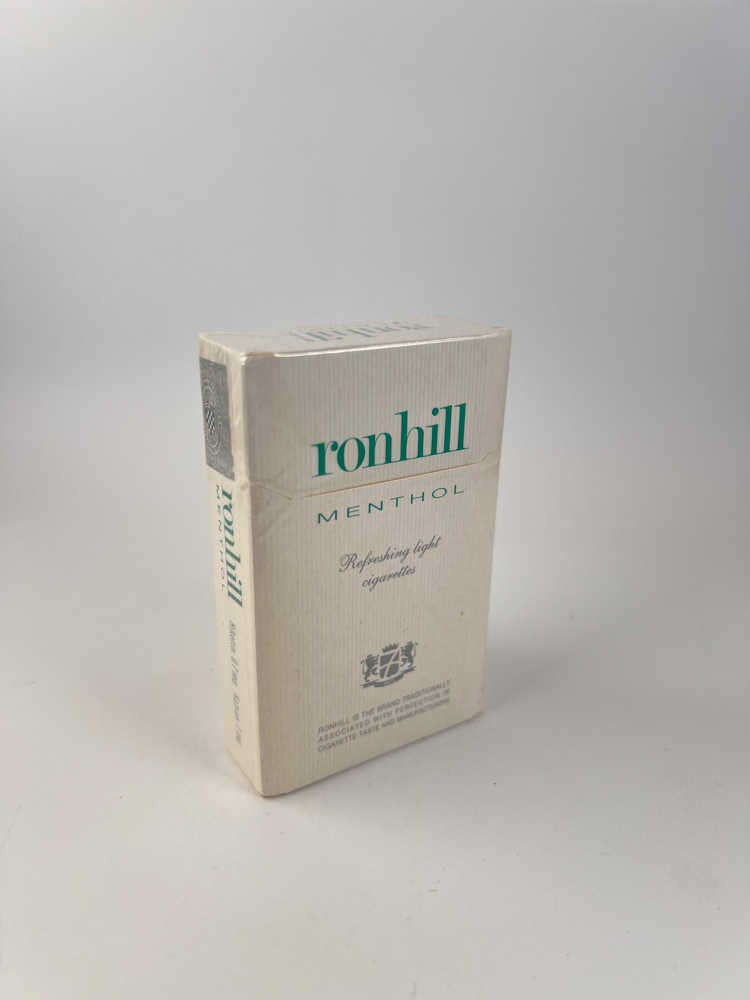 ronhill
ronhill
MENTHOL
Refreshing light
cigarettes
RONHILL IS THE BRAND TRADITIONALLY
ASSOCIATED WITH PERFECTION IN
CIGARETTE TASTE AND MANUFACTURING
ronhill
MENTHOL